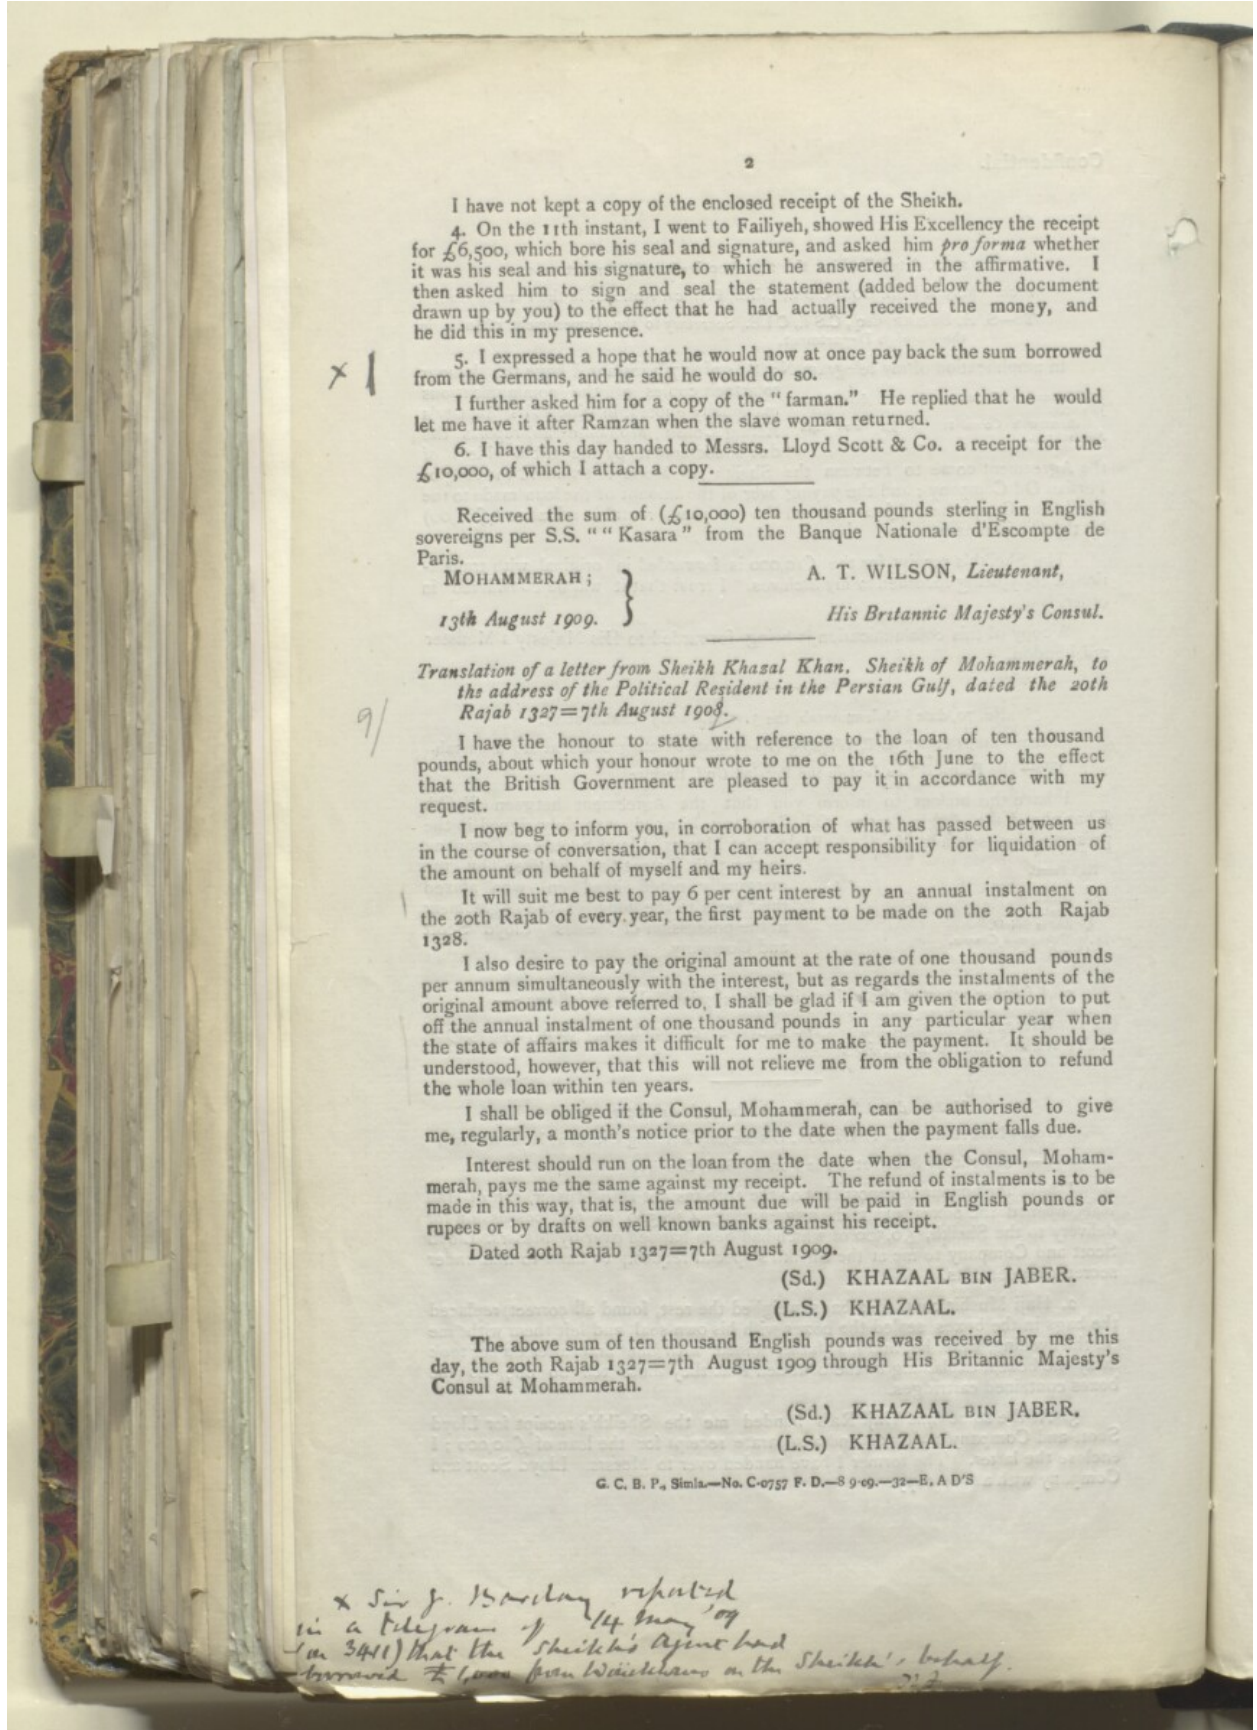 2
I have not kept a copy of the enclosed receipt of the Sheikh.
4. On the 11th instant, I went to Failiyeh, showed His Excellency the receipt
for £6,500, which bore his seal and signature, and asked him pro forma whether
it was his seal and his signature, to which he answered in the affirmative. I
then asked him to sign and seal the statement (added below the document
drawn up by you) to the effect that he had actually received the money, and
he did this in my presence.
x 5. I expressed a hope that he would now at once pay back the sum borrowed
from the Germans, and he said he would do so.
I further asked him for a copy of the "farman." He replied that he would
let me have it after Ramzan when the slave woman returned.
6. I have this day handed to Messrs. Lloyd Scott & Co. a receipt for the
£10,000, of which I attach a copy.
Received the sum of (£10,000) ten thousand pounds sterling in English
sovereigns per S.S. " " Kasara" from the Banque Nationale d'Escompte de
Paris.
MOHAMMERAH;
A. T. WILSON, Lieutenant,
13th August 1909.
His Britannic Majesty's Consul.
Translation of a letter from Sheikh Khazal Khan, Sheikh of Mohammerah, to
the address of the Political Resident in the Persian Gulf, dated the 20th
9/ Rajab 1327=7th August 1908.
I have the honour to state with reference to the loan of ten thousand
pounds, about which your honour wrote to me on the 16th June to the effect
that the British Government are pleased to pay it in accordance with my
request.
I now beg to inform you, in corroboration of what has passed between us
in the course of conversation, that I can accept responsibility for liquidation of
the amount on behalf of myself and my heirs.
It will suit me best to pay 6 per cent interest by an annual instalment on
the 20th Rajab of every year, the first payment to be made on the 20th Rajab
1328.
I also desire to pay the original amount at the rate of one thousand pounds
per annum simultaneously with the interest, but as regards the instalments of the
original amount above referred to, I shall be glad if I am given the option to put
off the annual instalment of one thousand pounds in any particular year when
the state of affairs makes it difficult for me to make the payment. It should be
understood, however, that this will not relieve me from the obligation to refund
the whole loan within ten years.
I shall be obliged if the Consul, Mohammerah, can be authorised to give
me, regularly, a month's notice prior to the date when the payment falls due.
Interest should run on the loan from the date when the Consul, Moham-
merah, pays me the same against my receipt. The refund of instalments is to be
made in this way, that is, the amount due will be paid in English pounds or
rupees or by drafts on well known banks against his receipt.
Dated 20th Rajab 1327=7th August 1909.
(Sd.) KHAZAAL BIN JABER.
(L.S.) KHAZAAL.
The above sum of ten thousand English pounds was received by me this
day, the 20th Rajab 1327=7th August 1909 through His Britannic Majesty's
Consul at Mohammerah.
(Sd.) KHAZAAL BIN JABER.
(L.S.) KHAZAAL.
G. C. B. P., Simla.—No. C-0757 F. D.—8 9-09.—32—E. A D'S
x Sir G. Barclay reported
in a telegram of 14 May '09
(in 3411) that the Sheikh's Agent had
borrowed £1,000 from Wönckhaus on the Sheikh's behalf.